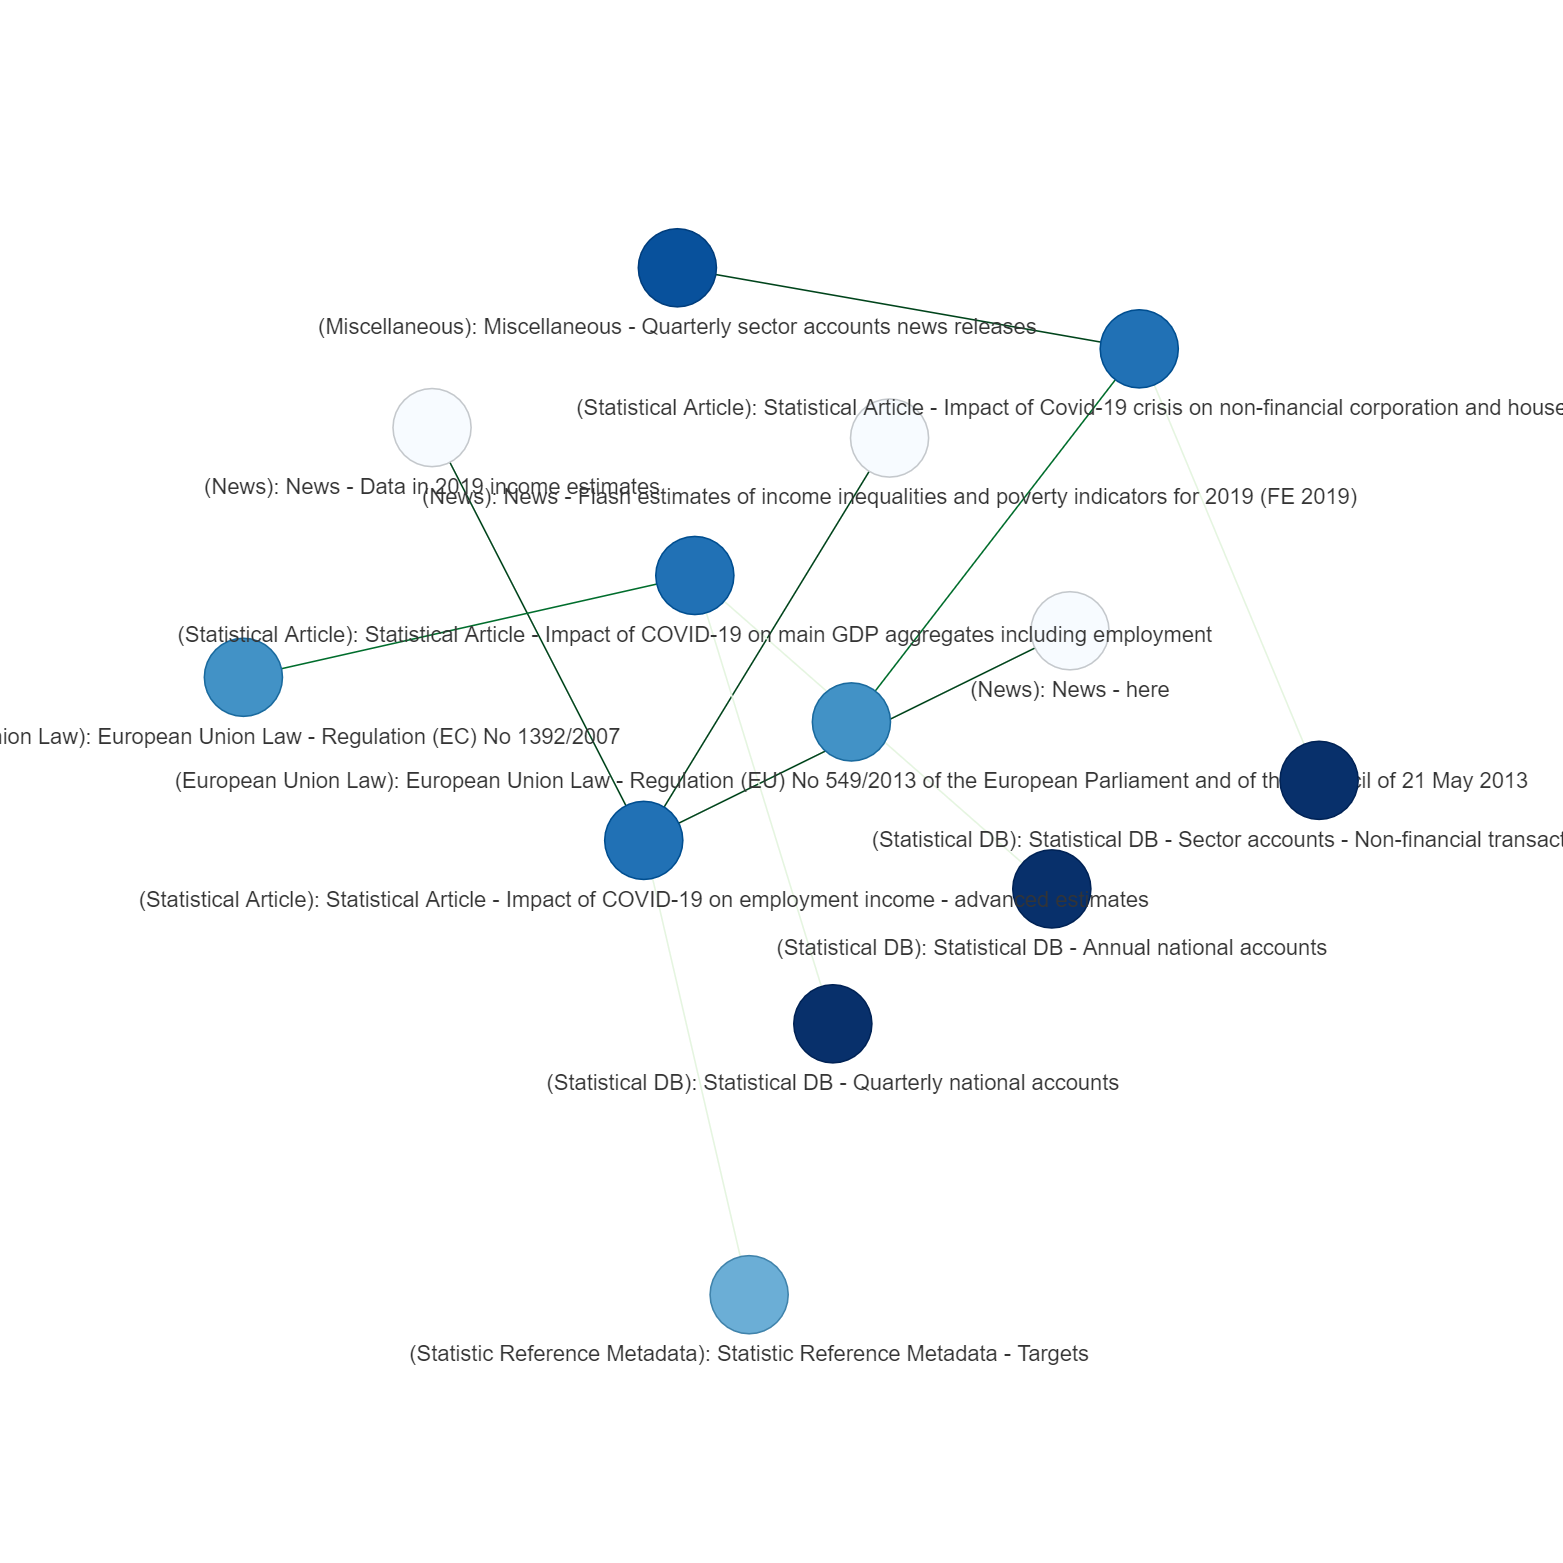 (Miscellaneous): Miscellaneous - Quarterly sector accounts news releases
(Statistical Article): Statistical Article - Impact of Covid-19 crisis on non-financial corporation and house
(News): News - Data in 2019 income estimates
(News): News - Flash estimates of income inequalities and poverty indicators for 2019 (FE 2019)
(Statistical Article): Statistical Article - Impact of COVID-19 on main GDP aggregates including employment
(News): News - here
ion Law): European Union Law - Regulation (EC) No 1392/2007
(European Union Law): European Union Law - Regulation (EU) No 549/2013 of the European Parliament and of the Council of 21 May 2013
(Statistical DB): Statistical DB - Sector accounts - Non-financial transact
(Statistical Article): Statistical Article - Impact of COVID-19 on employment income - advanced estimates
(Statistical DB): Statistical DB - Annual national accounts
(Statistical DB): Statistical DB - Quarterly national accounts
(Statistic Reference Metadata): Statistic Reference Metadata - Targets